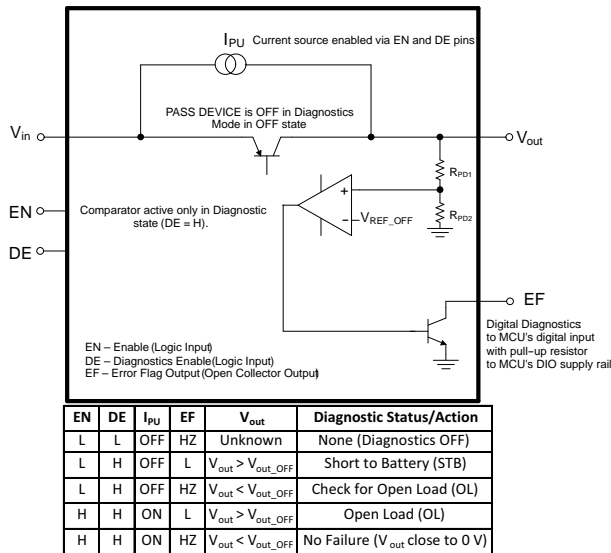 I_PU Current source enabled via EN and DE pins
PASS DEVICE is OFF in Diagnostics
Mode in OFF state
V_in
V_out
R_PD1
R_PD2
+
−
V_REF_OFF
Comparator active only in Diagnostic
state (DE = H).
EN
DE
EF
Digital Diagnostics
to MCU's digital input
with pull−up resistor
to MCU's DIO supply rail
EN – Enable (Logic Input)
DE – Diagnostics Enable (Logic Input)
EF – Error Flag Output (Open Collector Output)
EN DE I_PU EF V_out Diagnostic Status/Action
L L OFF HZ Unknown None (Diagnostics OFF)
L H OFF L V_out > V_out_OFF Short to Battery (STB)
L H OFF HZ V_out < V_out_OFF Check for Open Load (OL)
H H ON L V_out > V_out_OFF Open Load (OL)
H H ON HZ V_out < V_out_OFF No Failure (V_out close to 0 V)